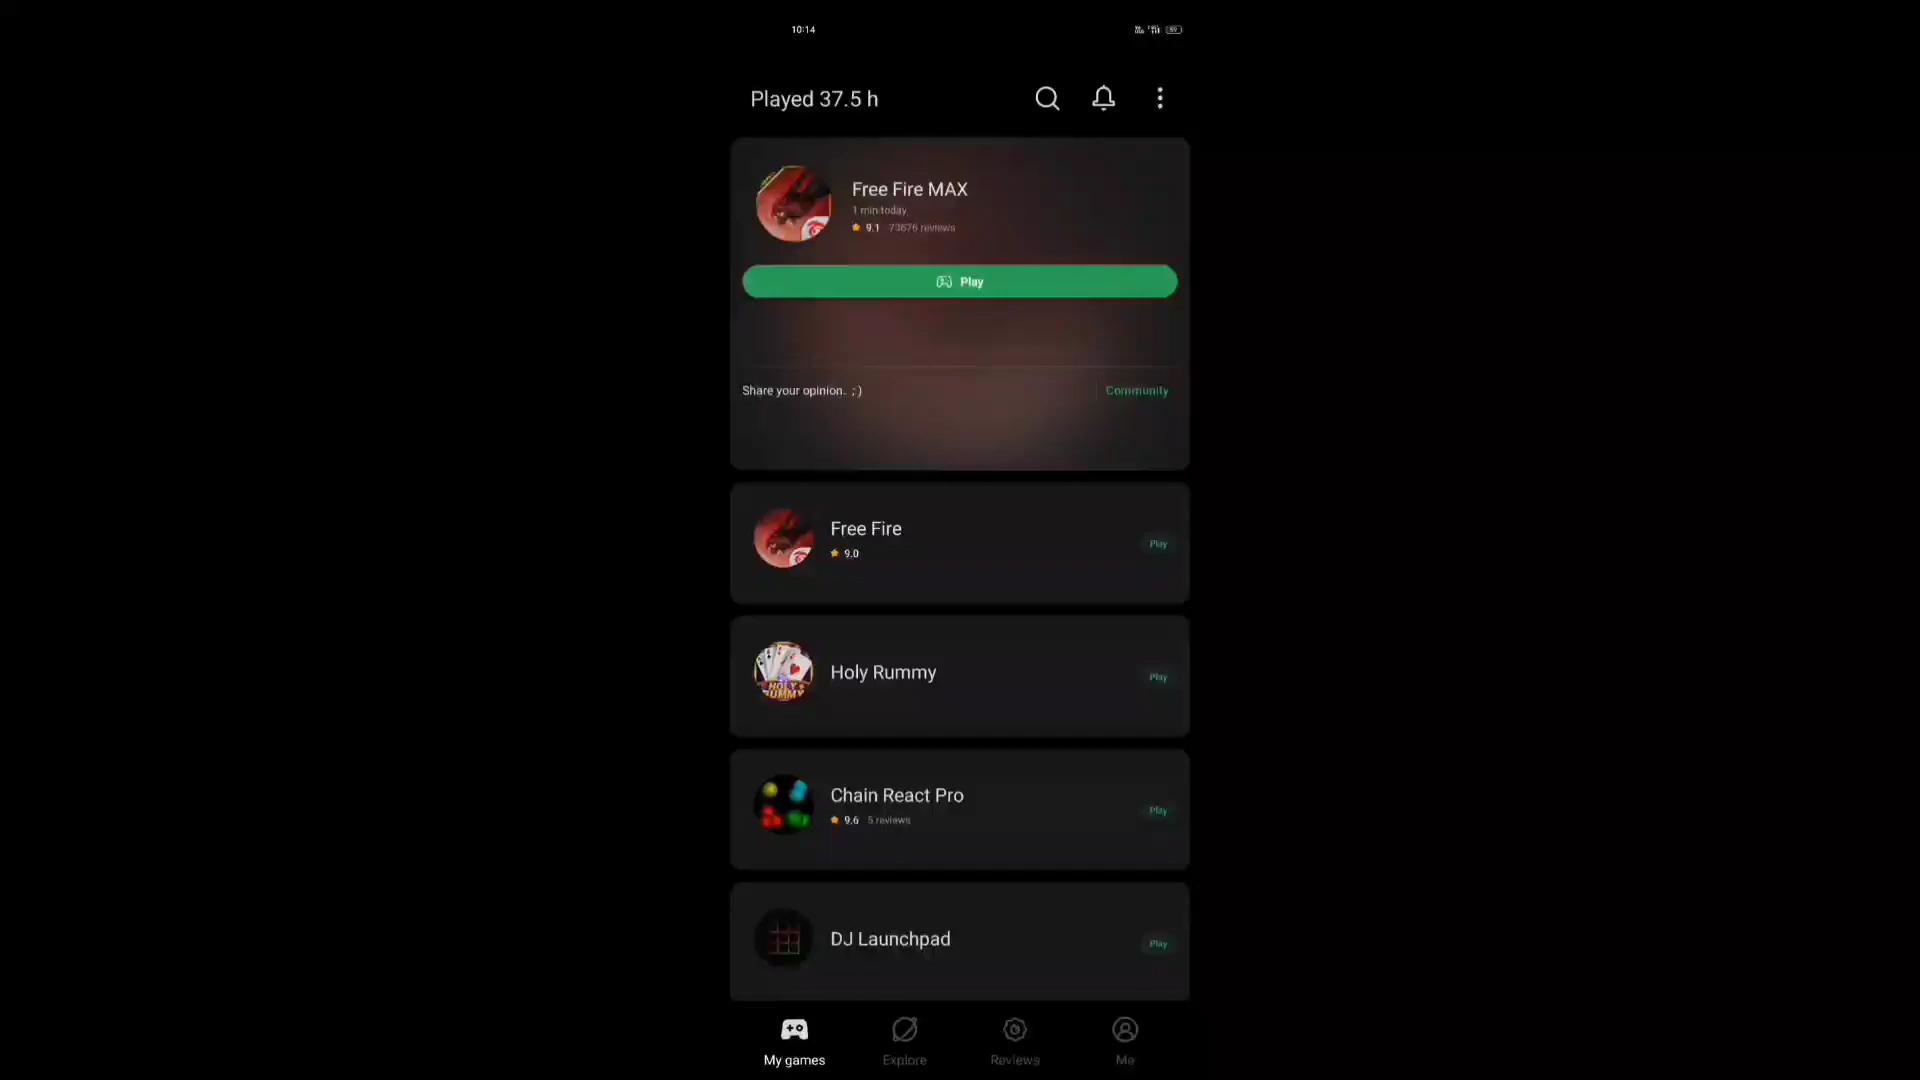 10:14
Played 37.5 h
Free Fire MAX
1 min today
9.1 73676 reviews
Play
Share your opinion. ;)
Community
Free Fire
9.0
Play
HOLY
RUMMY
Holy Rummy
Play
Chain React Pro
9.6 5 reviews
Play
DJ Launchpad
Play
My games
Explore
Reviews
Me